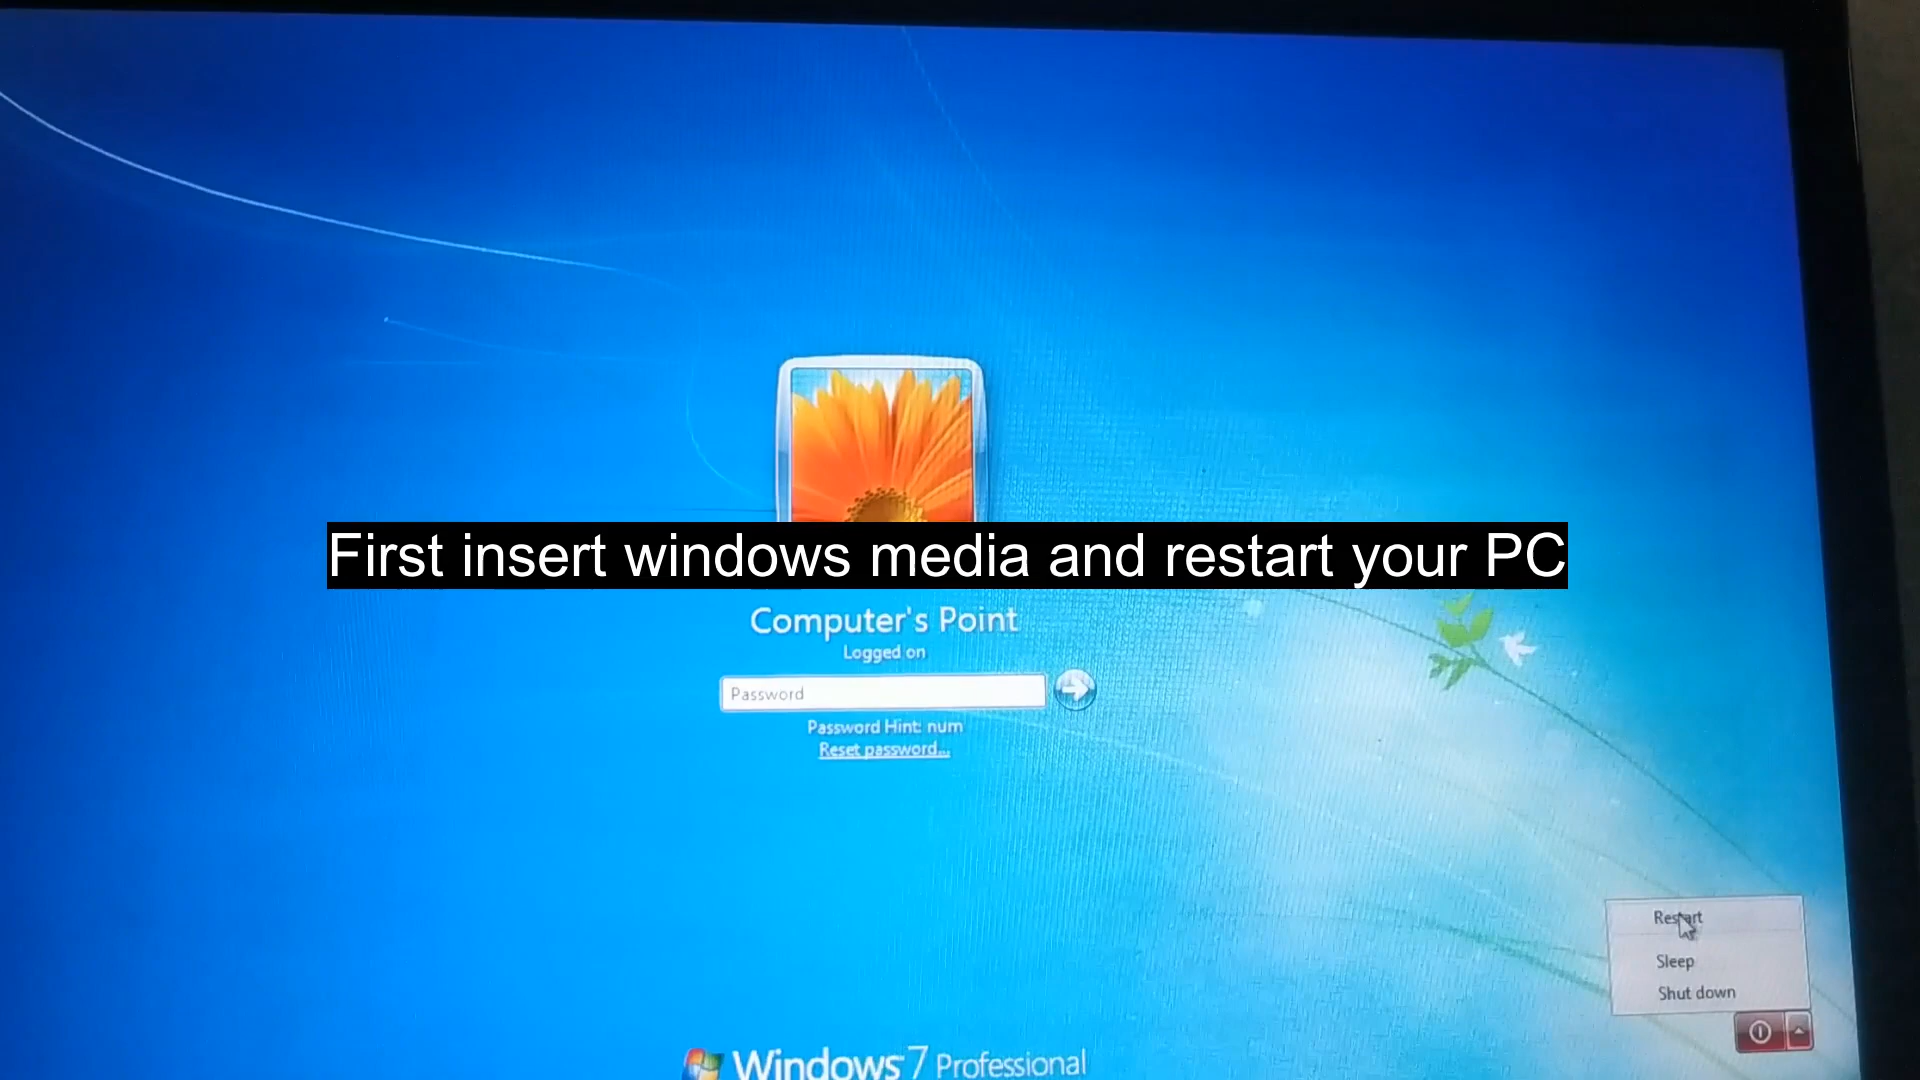 First insert windows media and restart your PC
Computer's Point
Logged on
Password
Password Hint: num
Reset password...
Restart
Sleep
Shut down
Windows 7 Professional